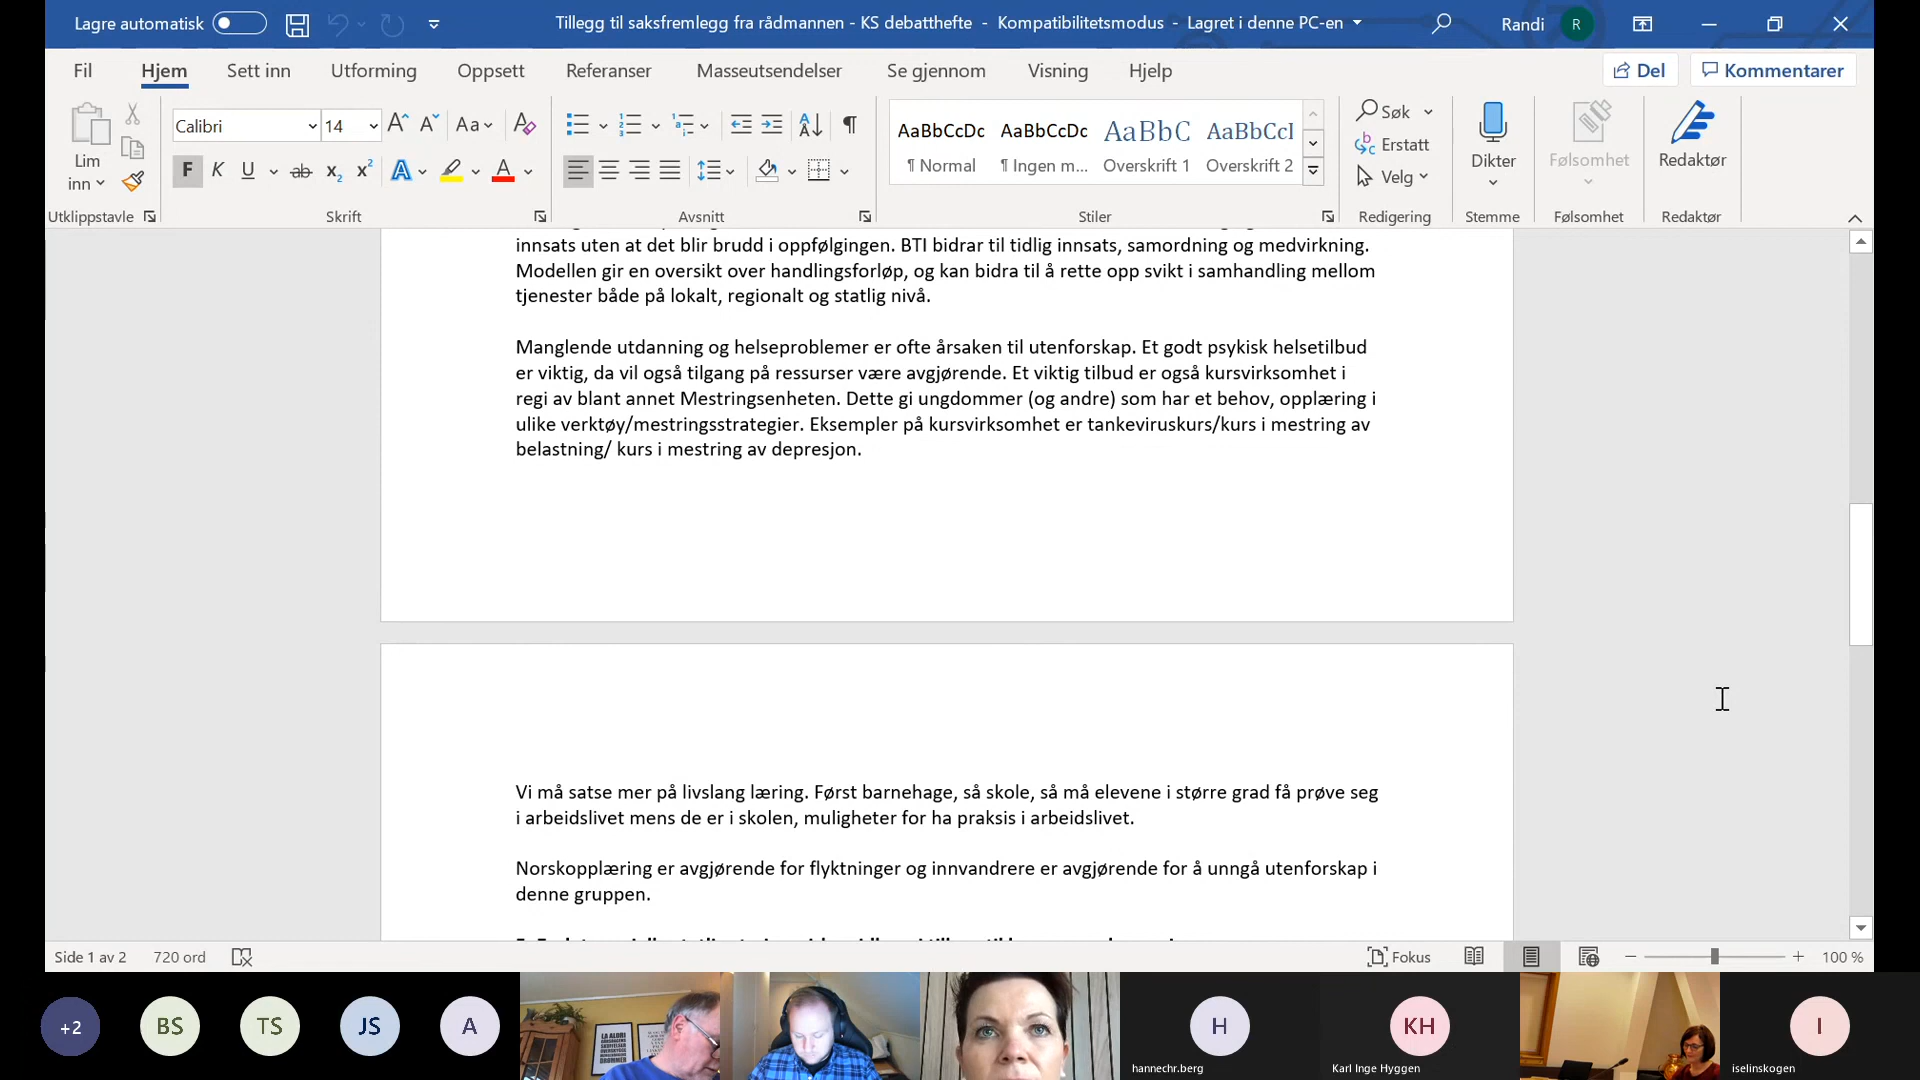 Lagre automatisk
Tillegg til saksfremlegg fra rådmannen - KS debatthefte - Kompatibilitetsmodus - Lagret i denne PC-en
Randi
R
Fil
Hjem
Sett inn
Utforming
Oppsett
Referanser
Masseutsendelser
Se gjennom
Visning
Hjelp
Del
Kommentarer
Lim
inn
Utklippstavle
Calibri
14
Aa
F K U ab x₂ x²
A
A
Skrift
Avsnitt
AaBbCcDc
¶ Normal
AaBbCcDc
¶ Ingen m...
AaBbC
Overskrift 1
AaBbCcI
Overskrift 2
Stiler
Søk
Erstatt
Velg
Redigering
Dikter
Stemme
Følsomhet
Følsomhet
Redaktør
Redaktør
innsats uten at det blir brudd i oppfølgingen. BTI bidrar til tidlig innsats, samordning og medvirkning.
Modellen gir en oversikt over handlingsforløp, og kan bidra til å rette opp svikt i samhandling mellom
tjenester både på lokalt, regionalt og statlig nivå.
Manglende utdanning og helseproblemer er ofte årsaken til utenforskap. Et godt psykisk helsetilbud
er viktig, da vil også tilgang på ressurser være avgjørende. Et viktig tilbud er også kursvirksomhet i
regi av blant annet Mestringsenheten. Dette gi ungdommer (og andre) som har et behov, opplæring i
ulike verktøy/mestringsstrategier. Eksempler på kursvirksomhet er tankeviruskurs/kurs i mestring av
belastning/ kurs i mestring av depresjon.
Vi må satse mer på livslang læring. Først barnehage, så skole, så må elevene i større grad få prøve seg
i arbeidslivet mens de er i skolen, muligheter for ha praksis i arbeidslivet.
Norskopplæring er avgjørende for flyktninger og innvandrere er avgjørende for å unngå utenforskap i
denne gruppen.
Side 1 av 2
720 ord
Fokus
100 %
+2
BS
TS
JS
A
H
hannechr.berg
KH
Karl Inge Hyggen
I
iselinskogen